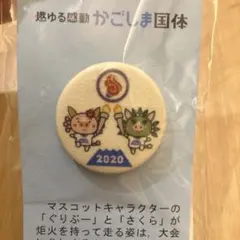 燃ゆる感動 かごしま国体
2020
マスコットキャラクターの
「ぐりぶー」と「さくら」が
炬火を持って走る姿は、大会